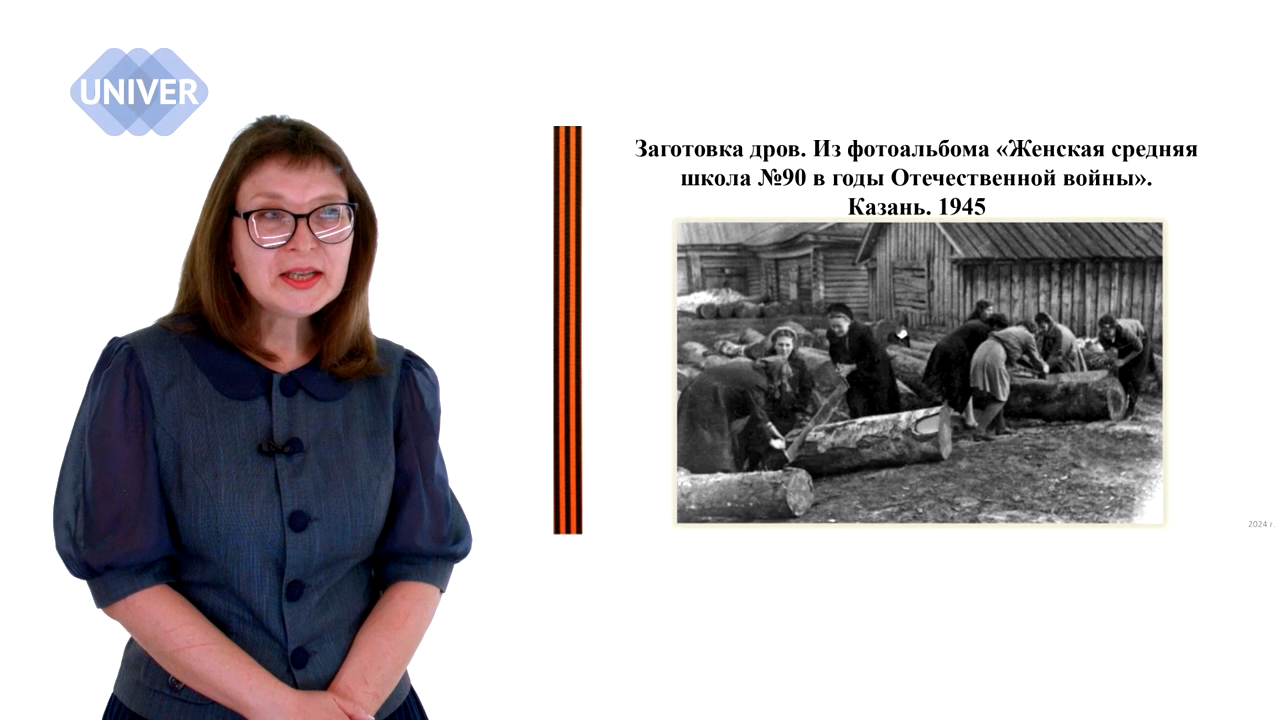 UNIVER
Заготовка дров. Из фотоальбома «Женская средняя
школа №90 в годы Отечественной войны».
Казань. 1945
2024 г.